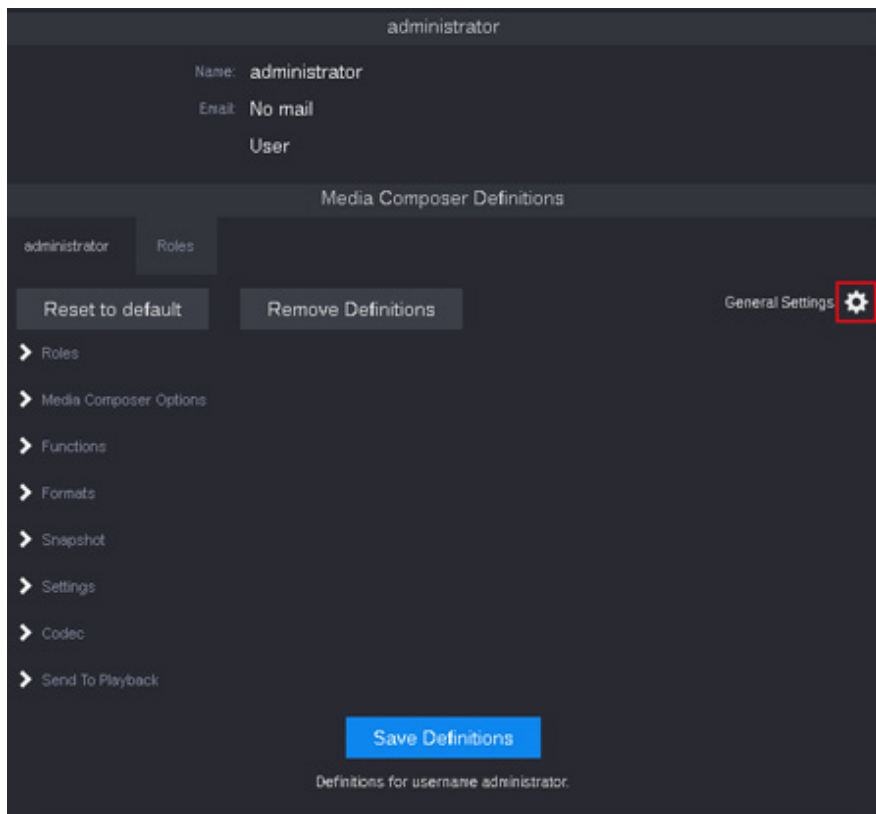 administrator
Name: administrator
Email: No mail
User
Media Composer Definitions
administrator Roles
Reset to default Remove Definitions General Settings
Roles
Media Composer Options
Functions
Formats
Snapshot
Settings
Codec
Send To Playback
Save Definitions
Definitions for username administrator.